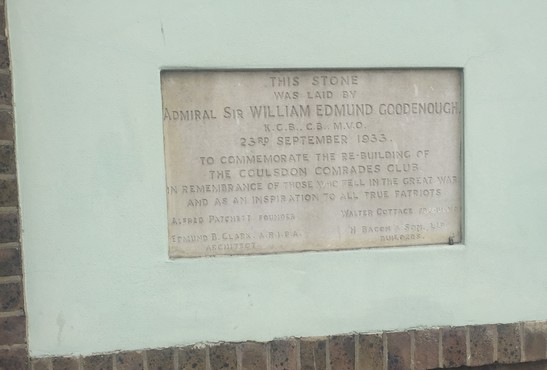 THIS STONE
WAS LAID BY
ADMIRAL SIR WILLIAM EDMUND GOODENOUGH.
K.C.B., C.B., M.V.O.
23RD SEPTEMBER 1933.
TO COMMEMORATE THE RE-BUILDING OF
THE COULSDON COMRADES CLUB
IN REMEMBRANCE OF THOSE WHO FELL IN THE GREAT WAR
AND AS AN INSPIRATION TO ALL TRUE PATRIOTS
ALFRED FOUNDER
WALTER
EDMUND B. CLARK, A.R.I.B.A.
ARCHITECT
H BACON & SON, LTD
BUILDERS.